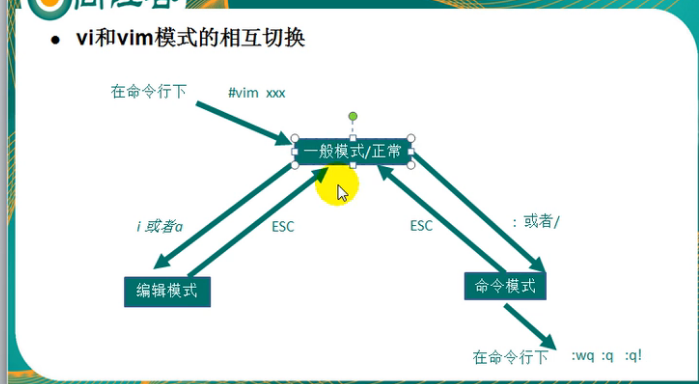 ● vi和vim模式的相互切换
在命令行下 #vim xxx
一般模式/正常
i 或者a ESC ESC : 或者/
编辑模式 命令模式
在命令行下 :wq :q :q!